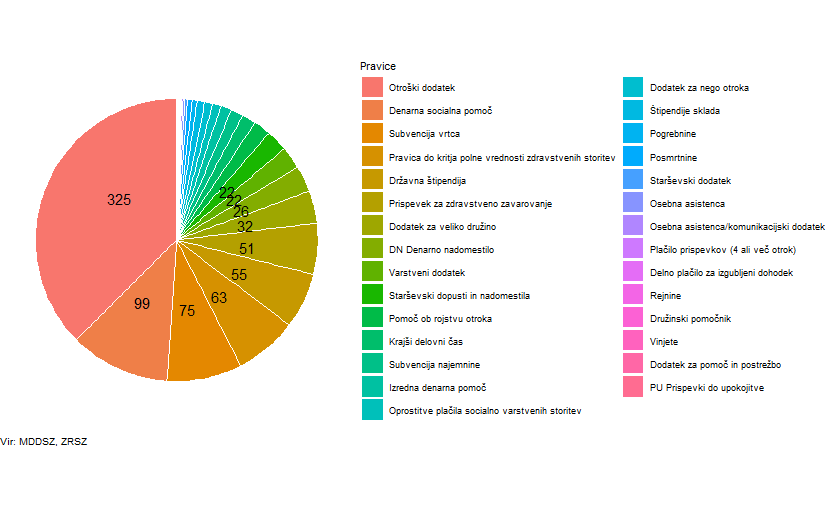 Pravice
Otroški dodatek
Denarna socialna pomoč
Subvencija vrtca
Pravica do kritja polne vrednosti zdravstvenih storitev
Državna štipendija
Prispevek za zdravstveno zavarovanje
Dodatek za veliko družino
DN Denarno nadomestilo
Varstveni dodatek
Starševski dopusti in nadomestila
Pomoč ob rojstvu otroka
Krajši delovni čas
Subvencija najemnine
Izredna denarna pomoč
Oprostitve plačila socialno varstvenih storitev
Dodatek za nego otroka
Štipendije sklada
Pogrebnine
Posmrtnine
Starševski dodatek
Osebna asistenca
Osebna asistenca/komunikacijski dodatek
Plačilo prispevkov (4 ali več otrok)
Delno plačilo za izgubljeni dohodek
Rejnine
Družinski pomočnik
Vinjete
Dodatek za pomoč in postrežbo
PU Prispevki do upokojitve
325
99
75
63
55
51
32
26
22
22
Vir: MDDSZ, ZRSZ